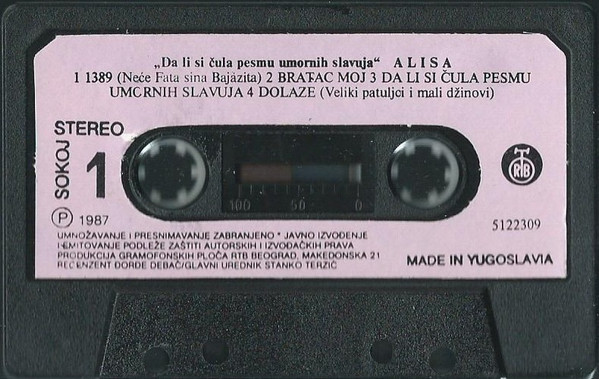 „Da li si čula pesmu umornih slavuja“ ALISA
1 1389 (Neće Fata sina Bajazita) 2 BRATAC MOJ 3 DA LI SI ČULA PESMU
UMORNIH SLAVUJA 4 DOLAZE (Veliki patuljci i mali džinovi)
STEREO
SOKOJ
1
100 50 0
RTB
P 1987
5122309
UMNOŽAVANJE I PRESNIMAVANJE ZABRANJENO * JAVNO IZVOĐENJE
I EMITOVANJE PODLEŽE ZAŠTITI AUTORSKIH I IZVOĐAČKIH PRAVA
PRODUKCIJA GRAMOFONSKIH PLOČA RTB BEOGRAD, MAKEDONSKA 21
RECENZENT ĐORĐE DEBAČ/GLAVNI UREDNIK STANKO TERZIĆ
MADE IN YUGOSLAVIA